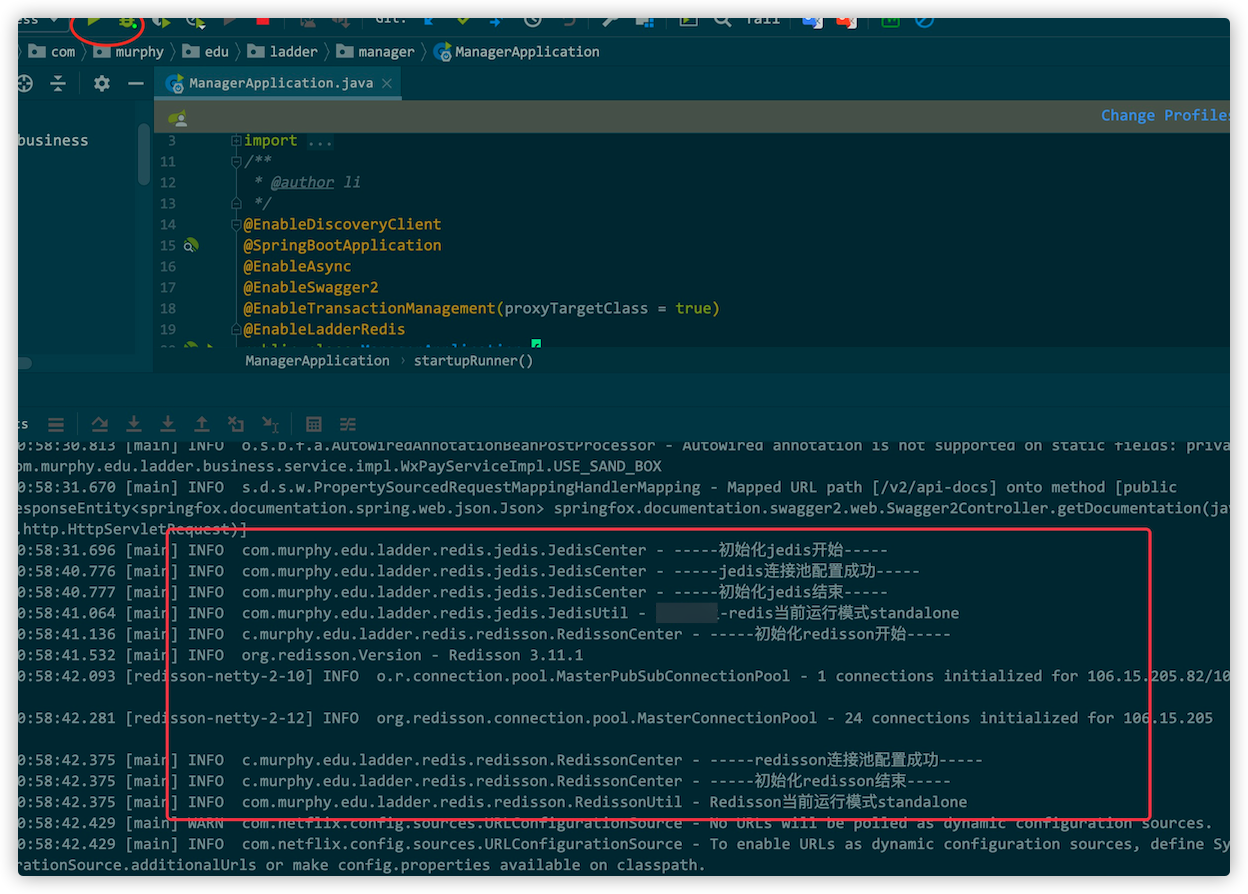 com murphy edu ladder manager ManagerApplication
ManagerApplication.java
Change Profiles
business
3 import ...
11 /**
12 * @author li
13 */
14 @EnableDiscoveryClient
15 @SpringBootApplication
16 @EnableAsync
17 @EnableSwagger2
18 @EnableTransactionManagement(proxyTargetClass = true)
19 @EnableLadderRedis
ManagerApplication › startupRunner()
0:58:30.813 [main] INFO o.s.b.f.a.AutowiredAnnotationBeanPostProcessor - Autowired annotation is not supported on static fields: priva
om.murphy.edu.ladder.business.service.impl.WxPayServiceImpl.USE_SAND_BOX
0:58:31.670 [main] INFO s.d.s.w.PropertySourcedRequestMappingHandlerMapping - Mapped URL path [/v2/api-docs] onto method [public
esponseEntity<springfox.documentation.spring.web.json.Json> springfox.documentation.swagger2.web.Swagger2Controller.getDocumentation(jav
.http.HttpServletRequest)]
0:58:31.696 [main] INFO com.murphy.edu.ladder.redis.jedis.JedisCenter - -----初始化jedis开始-----
0:58:40.776 [main] INFO com.murphy.edu.ladder.redis.jedis.JedisCenter - -----jedis连接池配置成功-----
0:58:40.777 [main] INFO com.murphy.edu.ladder.redis.jedis.JedisCenter - -----初始化jedis结束-----
0:58:41.064 [main] INFO com.murphy.edu.ladder.redis.jedis.JedisUtil - -redis当前运行模式standalone
0:58:41.136 [main] INFO c.murphy.edu.ladder.redis.redisson.RedissonCenter - -----初始化redisson开始-----
0:58:41.532 [main] INFO org.redisson.Version - Redisson 3.11.1
0:58:42.093 [redisson-netty-2-10] INFO o.r.connection.pool.MasterPubSubConnectionPool - 1 connections initialized for 106.15.205.82/10
0:58:42.281 [redisson-netty-2-12] INFO org.redisson.connection.pool.MasterConnectionPool - 24 connections initialized for 106.15.205
0:58:42.375 [main] INFO c.murphy.edu.ladder.redis.redisson.RedissonCenter - -----redisson连接池配置成功-----
0:58:42.375 [main] INFO c.murphy.edu.ladder.redis.redisson.RedissonCenter - -----初始化redisson结束-----
0:58:42.375 [main] INFO com.murphy.edu.ladder.redis.redisson.RedissonUtil - Redisson当前运行模式standalone
0:58:42.429 [main] WARN com.netflix.config.sources.URLConfigurationSource - No URLs will be polled as dynamic configuration sources.
0:58:42.429 [main] INFO com.netflix.config.sources.URLConfigurationSource - To enable URLs as dynamic configuration sources, define Sy
rationSource.additionalUrls or make config.properties available on classpath.